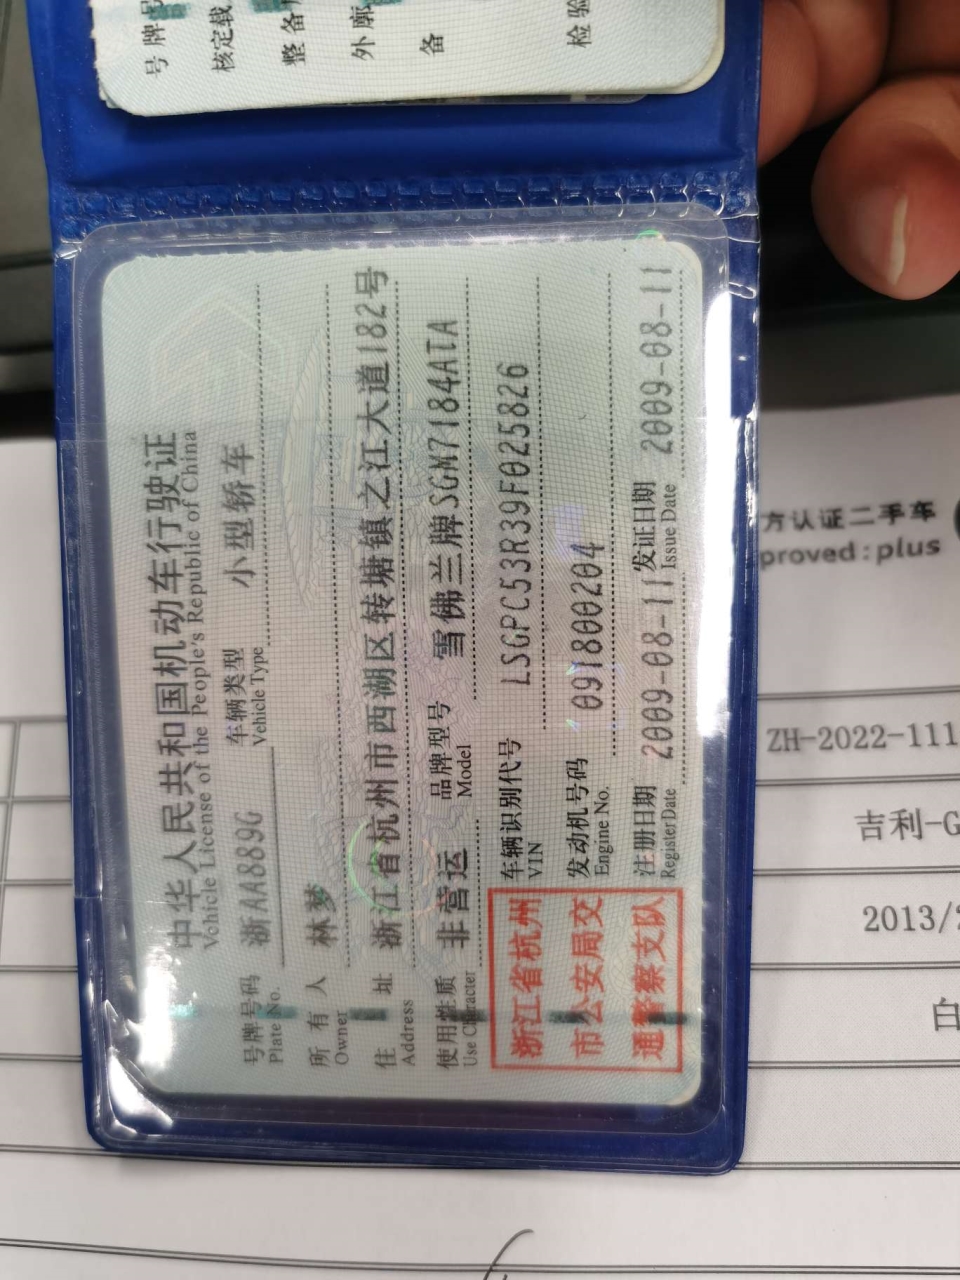 中华人民共和国机动车行驶证
Vehicle License of the People's Republic of China
号牌号码 浙AA889G 车辆类型 小型轿车
Plate No. Vehicle Type
所有人 林梦
Owner
住址 浙江省杭州市西湖区转塘镇之江大道182号
Address
使用性质 非营运 品牌型号 雪佛兰牌SGM7184ATA
Use Character Model
浙江省杭州
市公安局交
通警察支队
车辆识别代号 LSGPC53R39F025826
VIN
发动机号码 091800204
Engine No.
注册日期 2009-08-11 发证日期 2009-08-11
Register Date Issue Date
号牌号
核定载
整备
外廓
备
检验
方认证二手车
proved:plus
ZH-2022-111
吉利-G
2013/2
白